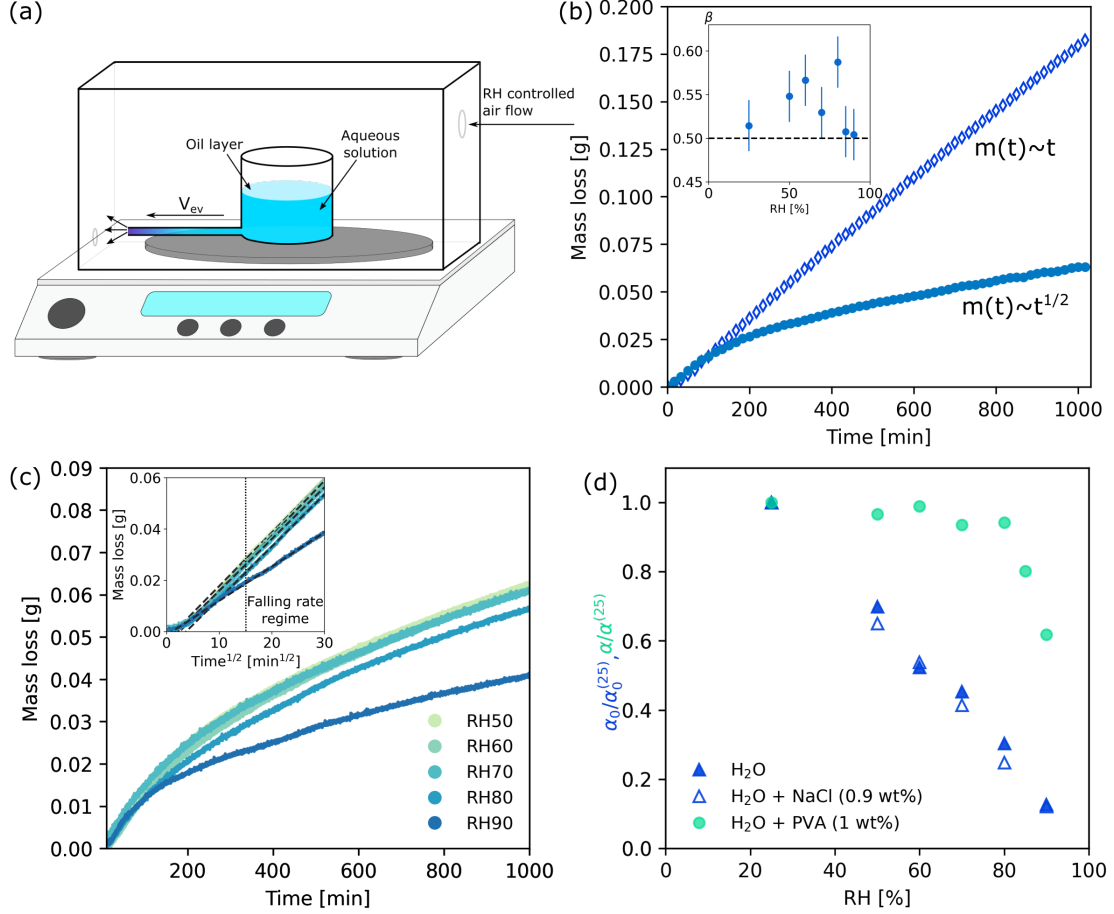 (a)
RH controlled
air flow
Oil layer
Aqueous
solution
V_ev
(b)
Mass loss [g]
0.200
0.175
0.150
0.125
0.100
0.075
0.050
0.025
0.000
0 200 400 600 800 1000
Time [min]
β
0.60
0.55
0.50
0.45
0 50 100
RH [%]
m(t)~t
m(t)~t^1/2
(c)
Mass loss [g]
0.09
0.08
0.07
0.06
0.05
0.04
0.03
0.02
0.01
0.00
200 400 600 800 1000
Time [min]
Mass loss [g]
0.06
0.04
0.02
0.00
0 10 20 30
Time^1/2 [min^1/2]
Falling rate
regime
RH50
RH60
RH70
RH80
RH90
(d)
α_0/α_0^(25), α/α^(25)
1.0
0.8
0.6
0.4
0.2
0.0
0 20 40 60 80 100
RH [%]
H₂O
H₂O + NaCl (0.9 wt%)
H₂O + PVA (1 wt%)